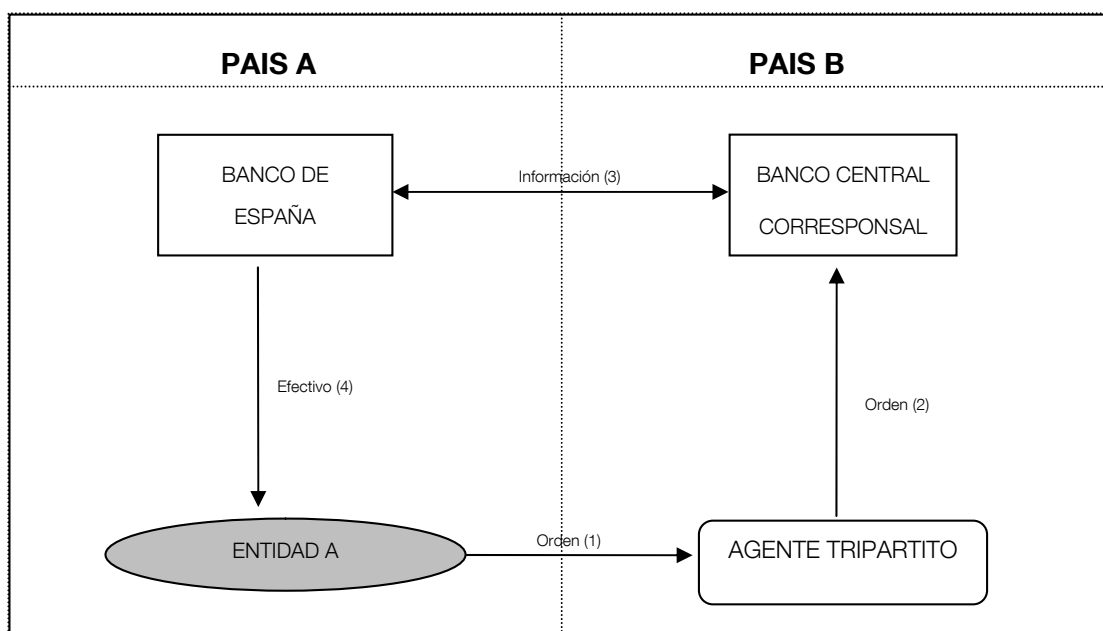 PAIS A
PAIS B
BANCO DE
ESPAÑA
Información (3)
BANCO CENTRAL
CORRESPONSAL
Efectivo (4)
Orden (2)
ENTIDAD A
Orden (1)
AGENTE TRIPARTITO